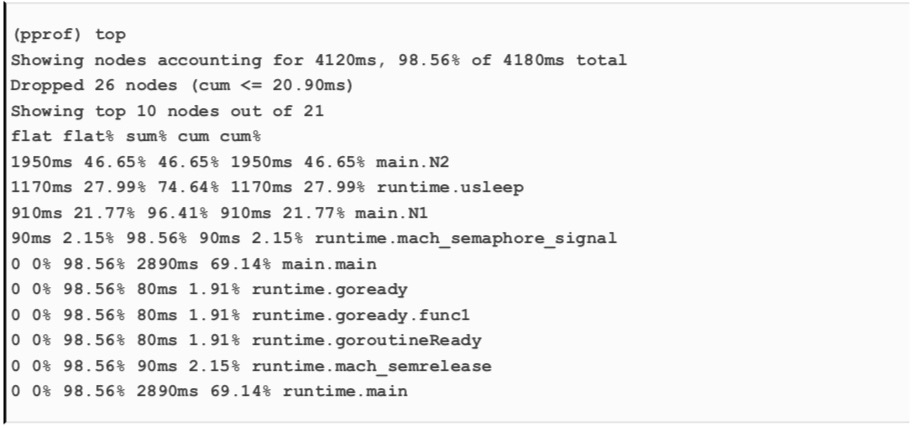 (pprof) top
Showing nodes accounting for 4120ms, 98.56% of 4180ms total
Dropped 26 nodes (cum <= 20.90ms)
Showing top 10 nodes out of 21
flat flat% sum% cum cum%
1950ms 46.65% 46.65% 1950ms 46.65% main.N2
1170ms 27.99% 74.64% 1170ms 27.99% runtime.usleep
910ms 21.77% 96.41% 910ms 21.77% main.N1
90ms 2.15% 98.56% 90ms 2.15% runtime.mach_semaphore_signal
0 0% 98.56% 2890ms 69.14% main.main
0 0% 98.56% 80ms 1.91% runtime.goready
0 0% 98.56% 80ms 1.91% runtime.goready.func1
0 0% 98.56% 80ms 1.91% runtime.goroutineReady
0 0% 98.56% 90ms 2.15% runtime.mach_semrelease
0 0% 98.56% 2890ms 69.14% runtime.main